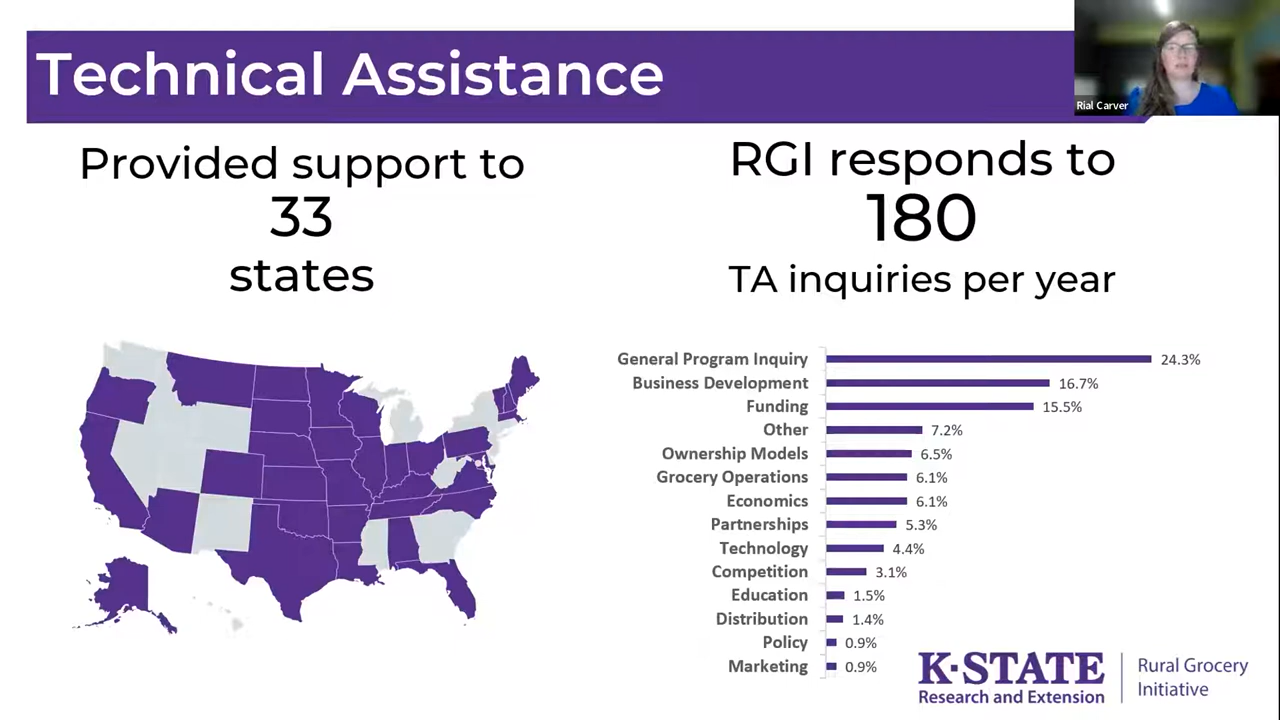 Technical Assistance
Rial Carver
Provided support to
33
states
RGI responds to
180
TA inquiries per year
General Program Inquiry 24.3%
Business Development 16.7%
Funding 15.5%
Other 7.2%
Ownership Models 6.5%
Grocery Operations 6.1%
Economics 6.1%
Partnerships 5.3%
Technology 4.4%
Competition 3.1%
Education 1.5%
Distribution 1.4%
Policy 0.9%
Marketing 0.9%
K·STATE
Research and Extension
Rural Grocery
Initiative